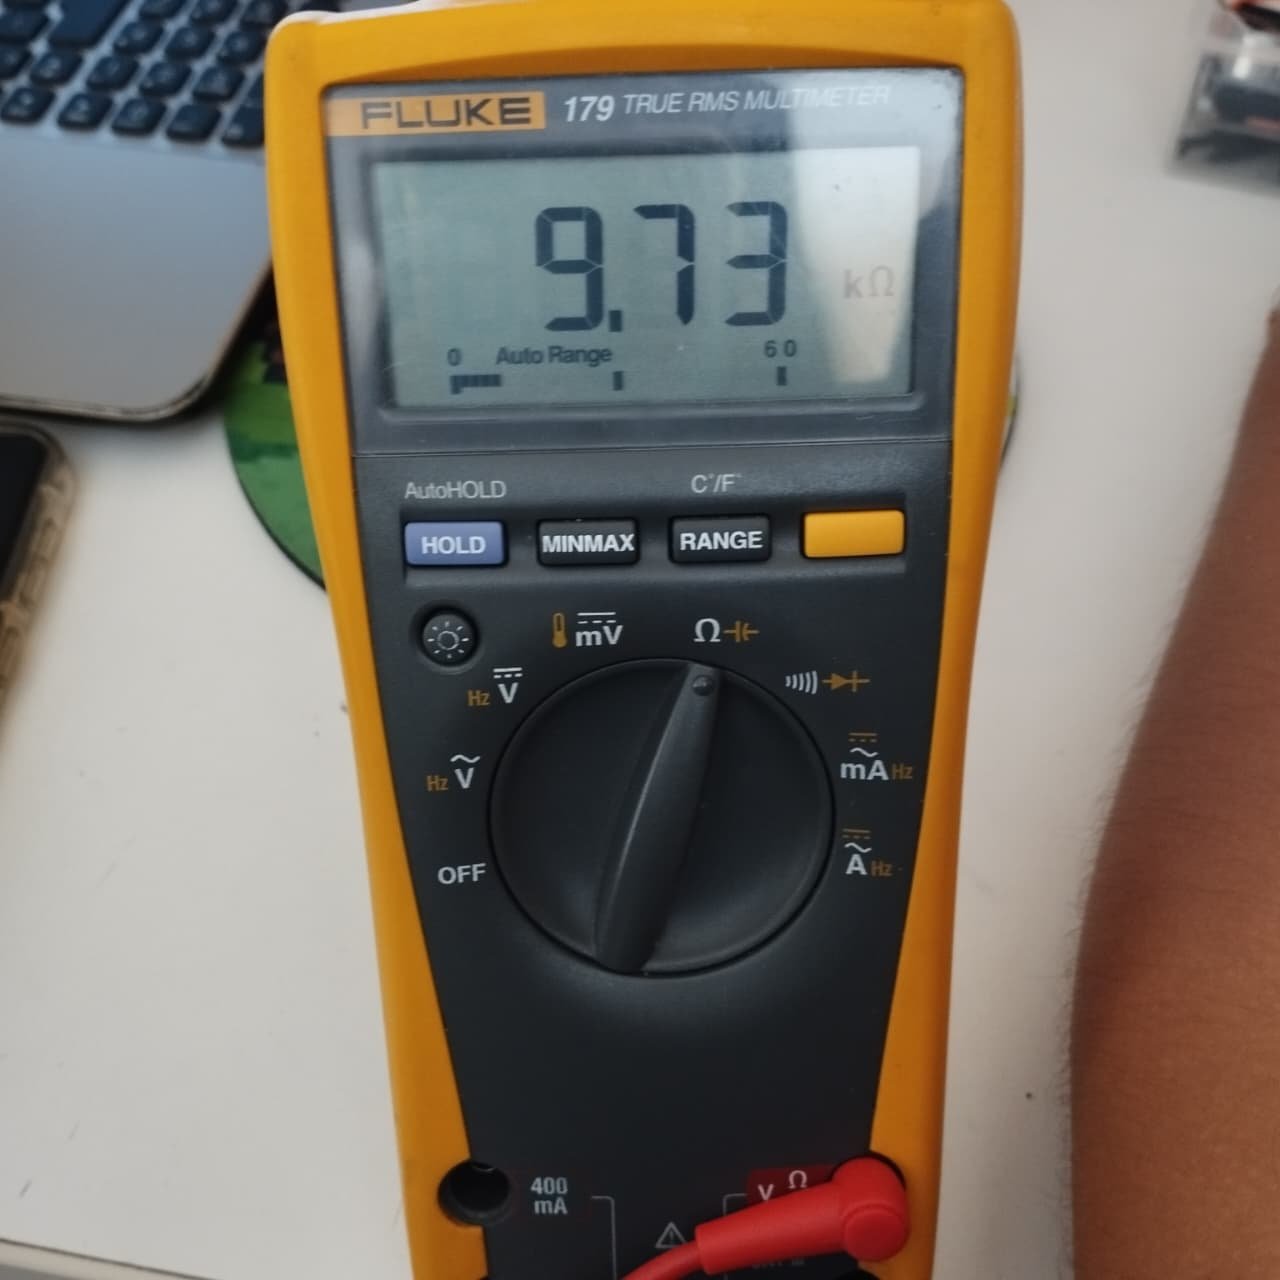 FLUKE 179 TRUE RMS MULTIMETER
9.73 kΩ
0 Auto Range 60
AutoHOLD C°/F°
HOLD MINMAX RANGE
mV Ω
Hz V
Hz V
mA Hz
A Hz
OFF
400 mA
V Ω